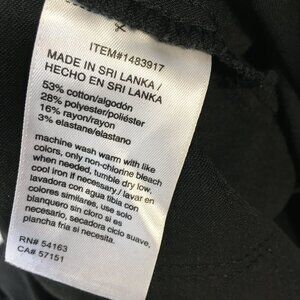 ITEM#1483917
MADE IN SRI LANKA /
HECHO EN SRI LANKA
53% cotton/algodón
28% polyester/poliéster
16% rayon/rayon
3% elastane/elastano
machine wash warm with like
colors, only non-chlorine bleach
when needed, tumble dry low,
cool iron if necessary / lavar en
lavadora con agua tibia con
colores similares, use solo
blanquero sin cloro si es
necesario, secadora ciclo suave,
plancha fria si necesita.
RN# 54163
CA# 57151